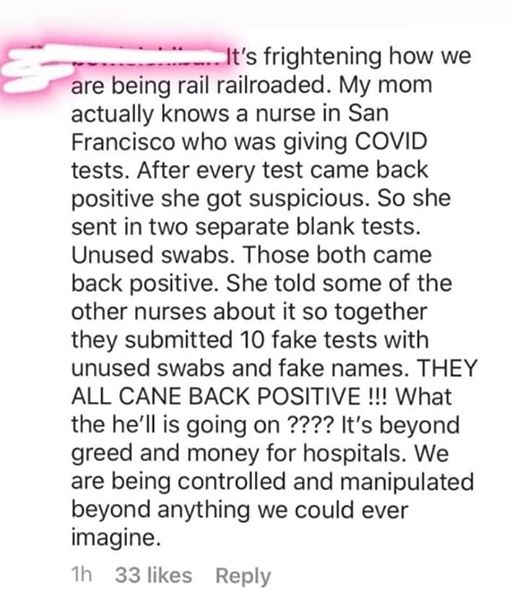 It's frightening how we
are being rail railroaded. My mom
actually knows a nurse in San
Francisco who was giving COVID
tests. After every test came back
positive she got suspicious. So she
sent in two separate blank tests.
Unused swabs. Those both came
back positive. She told some of the
other nurses about it so together
they submitted 10 fake tests with
unused swabs and fake names. THEY
ALL CANE BACK POSITIVE !!! What
the he'll is going on ???? It's beyond
greed and money for hospitals. We
are being controlled and manipulated
beyond anything we could ever
imagine.
1h 33 likes Reply